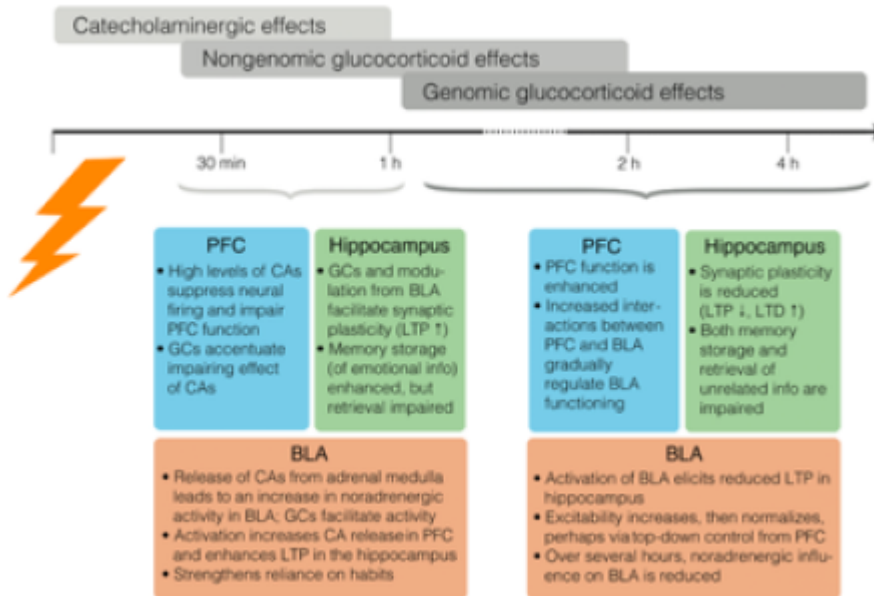 Catecholaminergic effects
Nongenomic glucocorticoid effects
Genomic glucocorticoid effects
30 min
1 h
2 h
4 h
PFC
• High levels of CAs
suppress neural
firing and impair
PFC function
• GCs accentuate
impairing effect
of CAs
Hippocampus
• GCs and modu-
lation from BLA
facilitate synaptic
plasticity (LTP ↑)
• Memory storage
(of emotional info)
enhanced, but
retrieval impaired
BLA
• Release of CAs from adrenal medulla
leads to an increase in noradrenergic
activity in BLA; GCs facilitate activity
• Activation increases CA release in PFC
and enhances LTP in the hippocampus
• Strengthens reliance on habits
PFC
• PFC function is
enhanced
• Increased inter-
actions between
PFC and BLA
gradually
regulate BLA
functioning
Hippocampus
• Synaptic plasticity
is reduced
(LTP ↓, LTD ↑)
• Both memory
storage and
retrieval of
unrelated info are
impaired
BLA
• Activation of BLA elicits reduced LTP in
hippocampus
• Excitability increases, then normalizes,
perhaps via top-down control from PFC
• Over several hours, noradrenergic influ-
ence on BLA is reduced